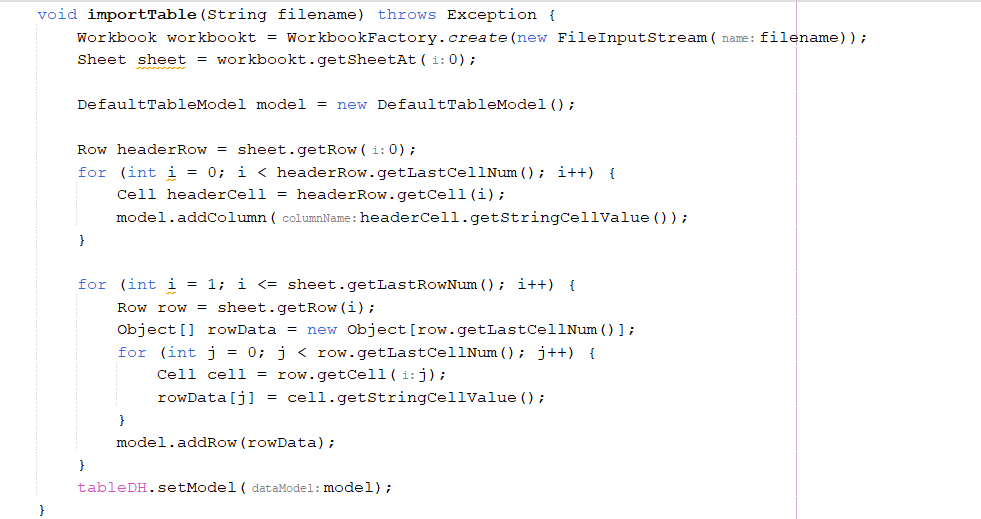 void importTable(String filename) throws Exception {
Workbook workbookt = WorkbookFactory.create(new FileInputStream( name: filename));
Sheet sheet = workbookt.getSheetAt( i: 0);
DefaultTableModel model = new DefaultTableModel();
Row headerRow = sheet.getRow( i: 0);
for (int i = 0; i < headerRow.getLastCellNum(); i++) {
Cell headerCell = headerRow.getCell(i);
model.addColumn( columnName: headerCell.getStringCellValue());
}
for (int i = 1; i <= sheet.getLastRowNum(); i++) {
Row row = sheet.getRow(i);
Object[] rowData = new Object[row.getLastCellNum()];
for (int j = 0; j < row.getLastCellNum(); j++) {
Cell cell = row.getCell( i: j);
rowData[j] = cell.getStringCellValue();
}
model.addRow(rowData);
}
tableDH.setModel( dataModel: model);
}